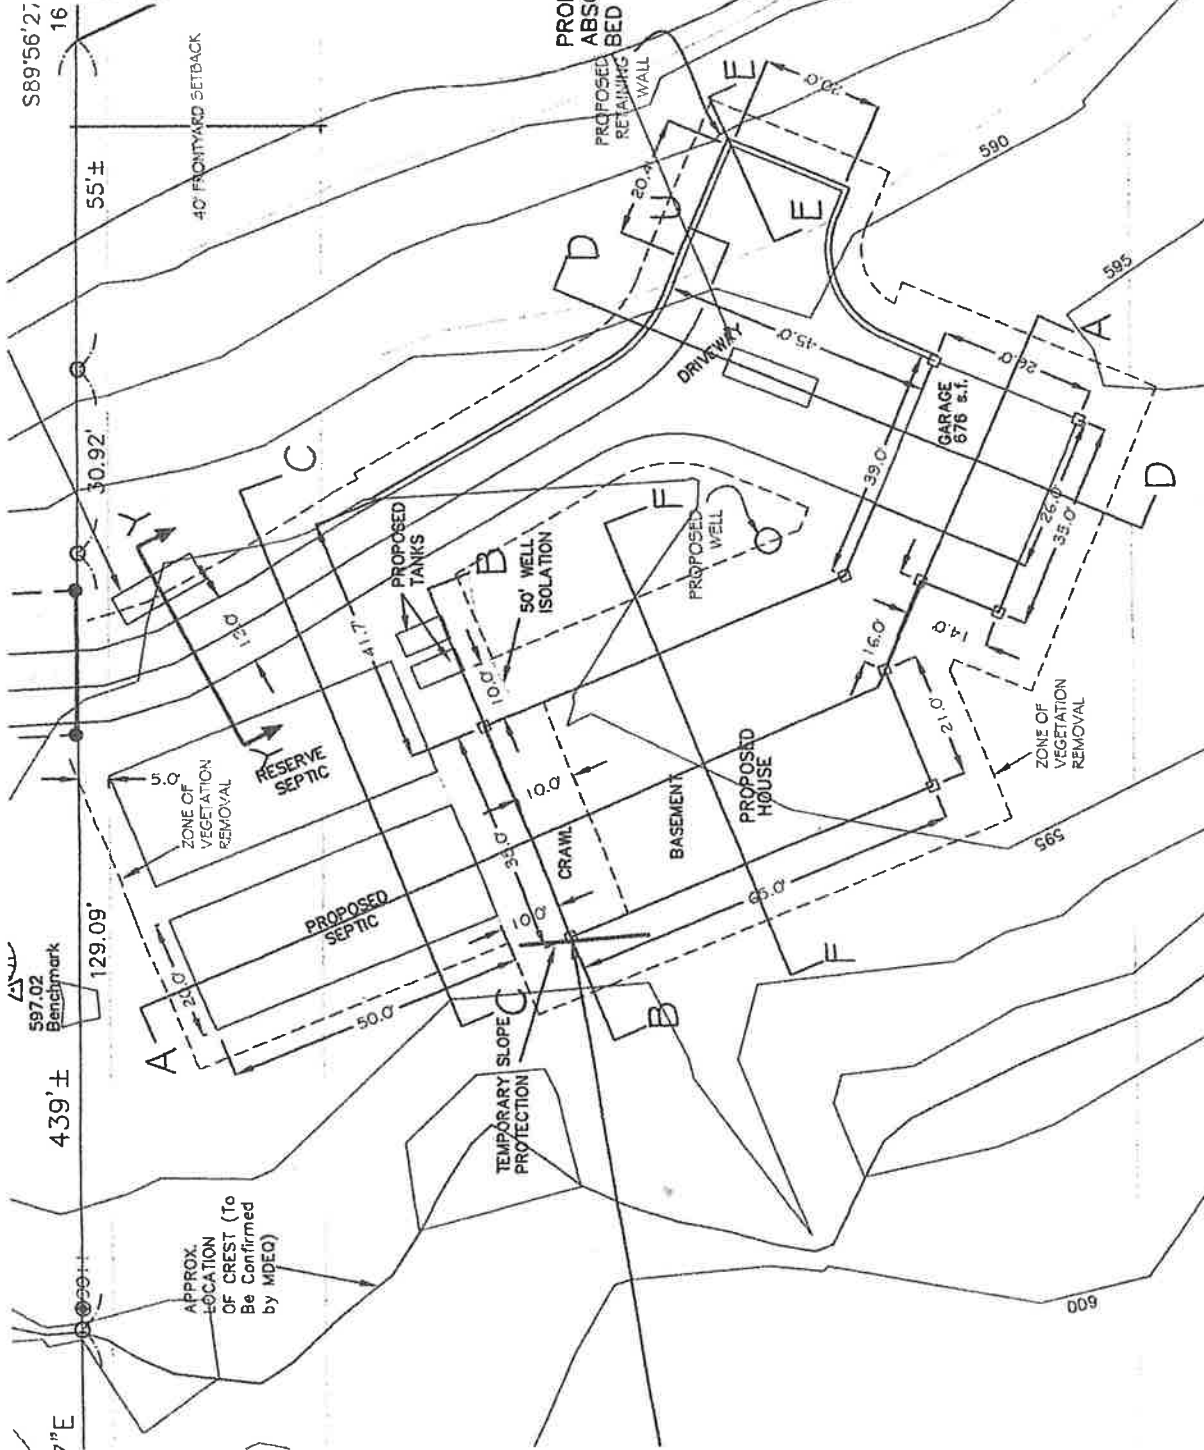 S89°56'27
16
55'±
40' FRONTYARD SETBACK
PROPOSED
RETAINING
WALL
ABSO
BED
E
20.0'
20.4'
E
D
590
595
30.92'
Y
C
12.0'
Y
PROPOSED
TANKS
41.7'
B
50' WELL
ISOLATION
10.0'
F
PROPOSED
WELL
DRIVEWAY
45.0'
39.0'
GARAGE
676 s.f.
26.0'
A
26.0'
35.0'
D
16.0'
14.0'
21.0'
ZONE OF
VEGETATION
REMOVAL
5.0'
RESERVE
SEPTIC
ZONE OF
VEGETATION
REMOVAL
PROPOSED
SEPTIC
10.0'
CRAWL
BASEMENT
PROPOSED
HOUSE
10.0'
65.0'
595
F
597.02
Benchmark
129.09'
439'±
A
20.0'
50.0'
C
B
TEMPORARY SLOPE
PROTECTION
APPROX.
LOCATION
OF CREST (To
Be Confirmed
by MDEQ)
600
7"E